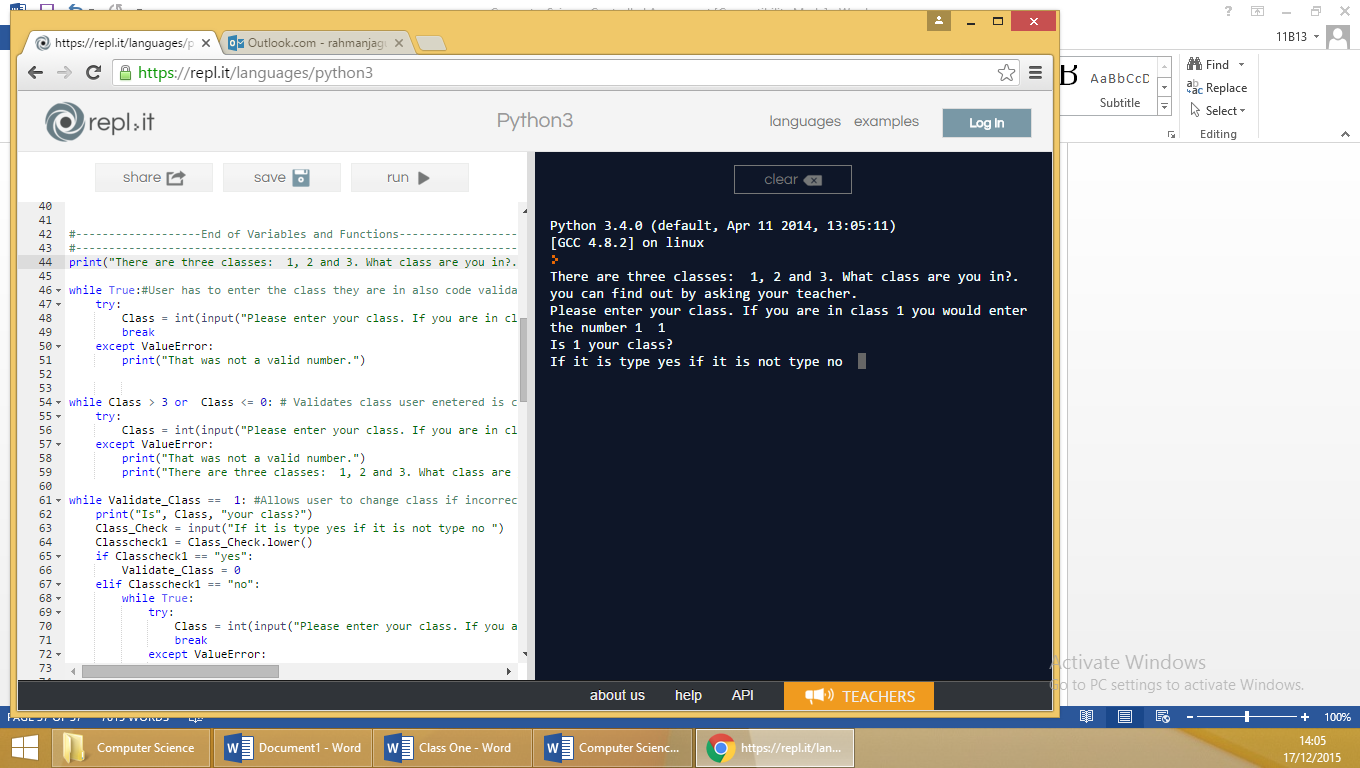 11B13
https://repl.it/languages/p
Outlook.com - rahmanjagu
https://repl.it/languages/python3
Find
Replace
Select
Editing
AaBbCcD
Subtitle
repl.it
Python3
languages
examples
Log In
share
save
run
clear
40
41
42 #------------------End of Variables and Functions-----------------
43 #---------------------------------------------------------------
44 print("There are three classes:  1, 2 and 3. What class are you in?.
45
46 while True:#User has to enter the class they are in also code valida
47 try:
48 Class = int(input("Please enter your class. If you are in cl
49 break
50 except ValueError:
51 print("That was not a valid number.")
52
53
54 while Class > 3 or  Class <= 0: # Validates class user enetered is c
55 try:
56 Class = int(input("Please enter your class. If you are in cl
57 except ValueError:
58 print("That was not a valid number.")
59 print("There are three classes:  1, 2 and 3. What class are
60
61 while Validate_Class ==  1: #Allows user to change class if incorrec
62 print("Is", Class, "your class?")
63 Class_Check = input("If it is type yes if it is not type no ")
64 Classcheck1 = Class_Check.lower()
65 if Classcheck1 == "yes":
66 Validate_Class = 0
67 elif Classcheck1 == "no":
68 while True:
69 try:
70 Class = int(input("Please enter your class. If you a
71 break
72 except ValueError:
73
Python 3.4.0 (default, Apr 11 2014, 13:05:11)
[GCC 4.8.2] on linux
There are three classes:  1, 2 and 3. What class are you in?.
you can find out by asking your teacher.
Please enter your class. If you are in class 1 you would enter
the number 1  1
Is 1 your class?
If it is type yes if it is not type no
about us
help
API
TEACHERS
Activate Windows
Go to PC settings to activate Windows.
100%
Computer Science
Document1 - Word
Class One - Word
Computer Scienc...
https://repl.it/lan...
14:05
17/12/2015